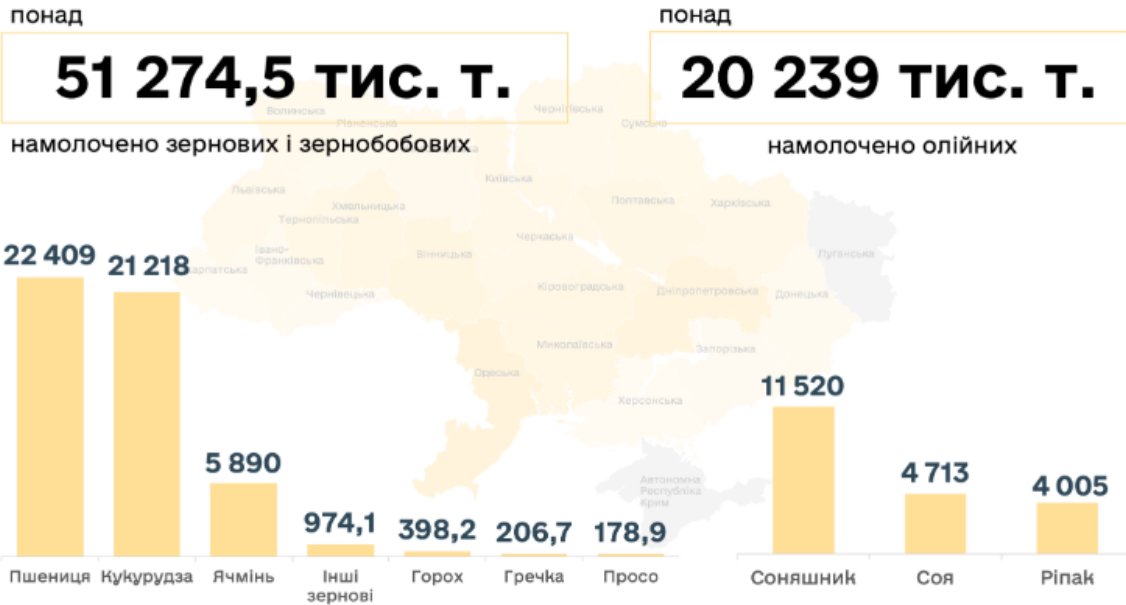 понад
51 274,5 тис. т.
намолочено зернових і зернобобових
понад
20 239 тис. т.
намолочено олійних
Волинська
Рівненська
Чернігівська
Сумська
Київська
Львівська
Хмельницька
Тернопільська
Полтавська
Харківська
Черкаська
Вінницька
Івано-
Франківська
карпатська
Луганська
Чернівецька
Кіровоградська
Дніпропетровська
Донецька
Миколаївська
Запорізька
Одеська
Херсонська
Автономна
Республіка
Крим
22 409
21 218
5 890
974,1
398,2
206,7
178,9
Пшениця
Кукурудза
Ячмінь
Інші
зернові
Горох
Гречка
Просо
11 520
4 713
4 005
Соняшник
Соя
Ріпак